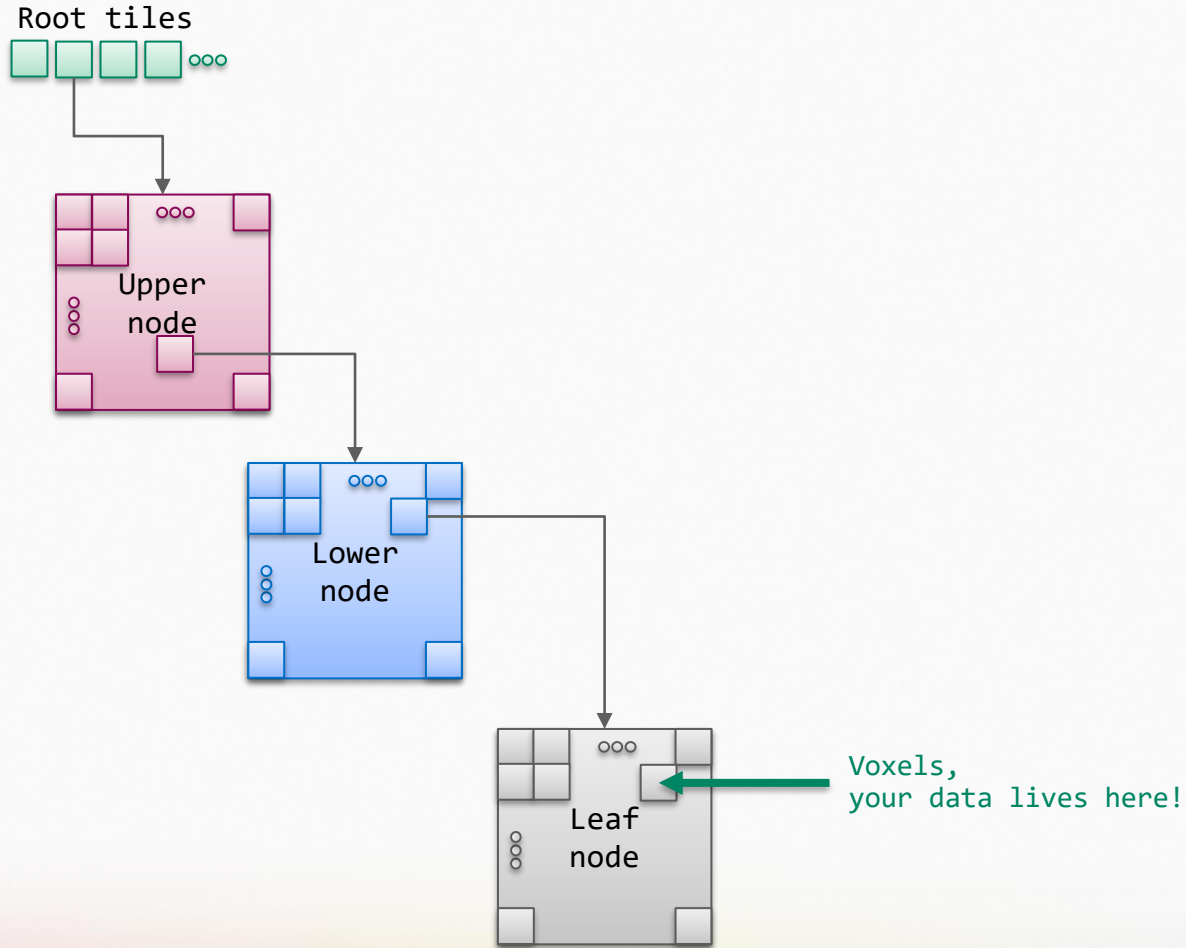 Root tiles
Upper
node
Lower
node
Leaf
node
Voxels,
your data lives here!